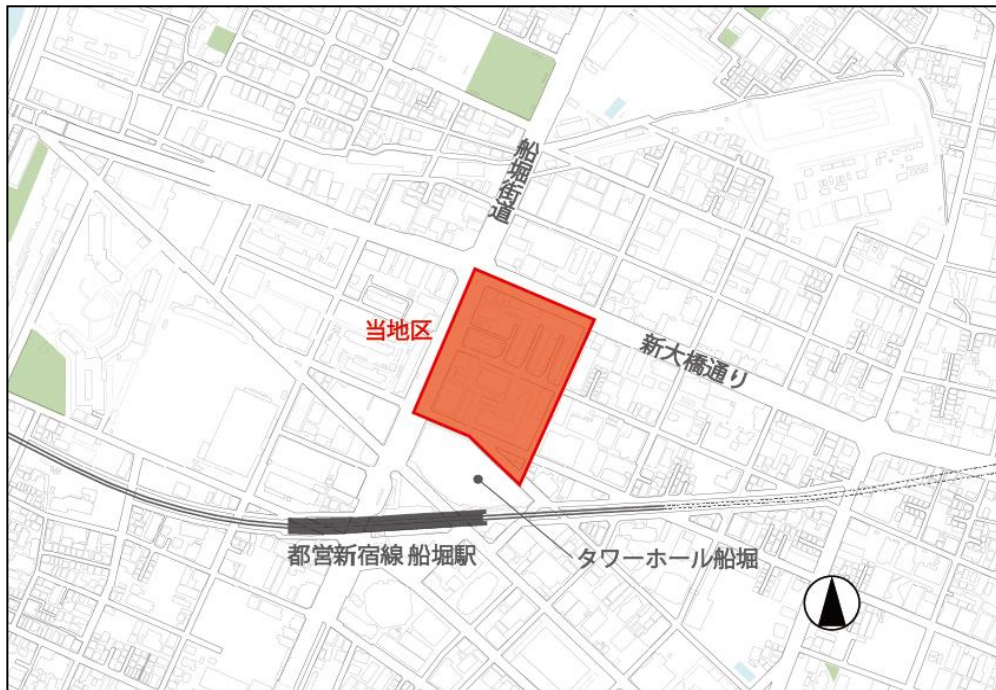 船堀街道
当地区
新大橋通り
都営新宿線 船堀駅
タワーホール船堀